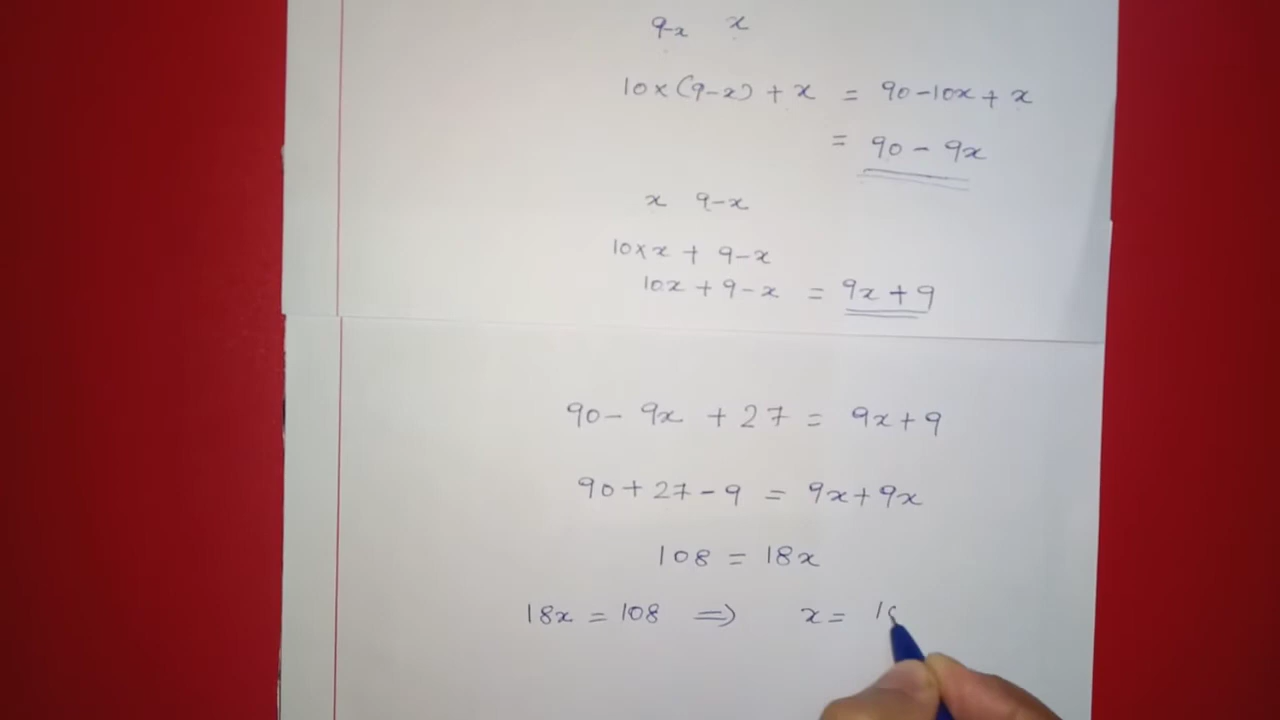 9-x x
10×(9-x) + x = 90-10x + x
= 90 - 9x
x 9-x
10×x + 9-x
10x + 9-x = 9x + 9
90 - 9x + 27 = 9x + 9
90 + 27 - 9 = 9x + 9x
108 = 18x
18x = 108 ⟹ x = 1